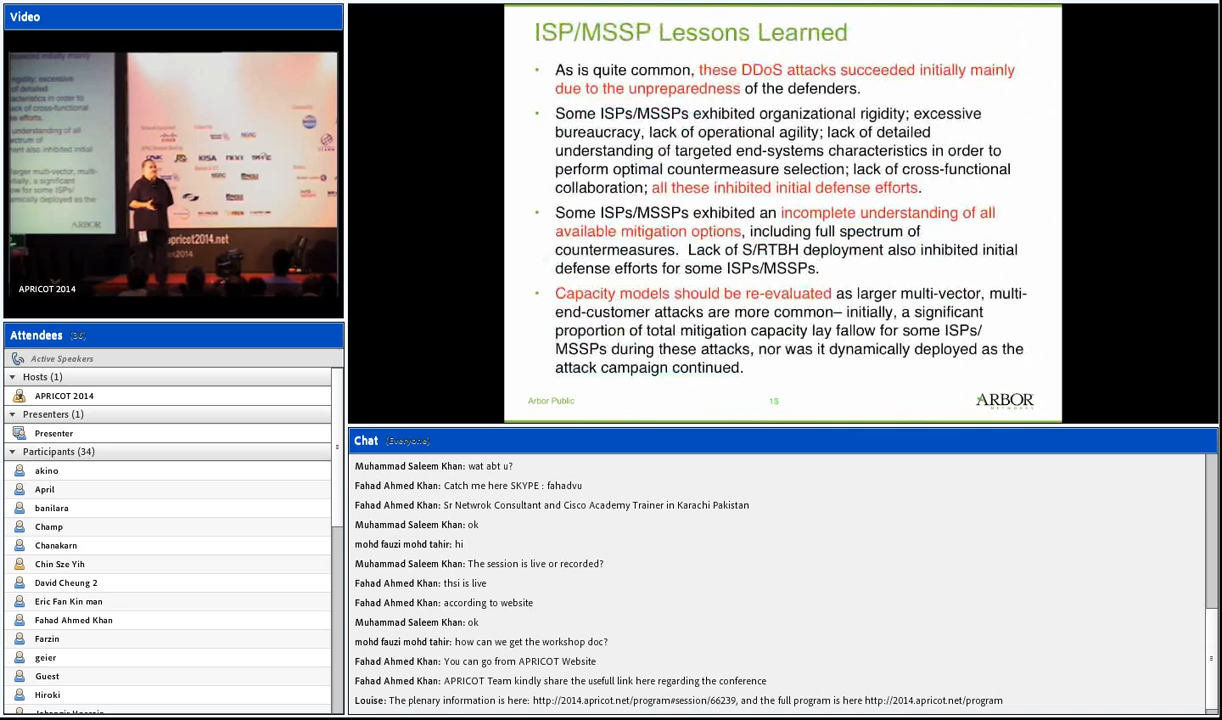 Video
APRICOT 2014
apricot2014.net
KISA
ARBOR
Attendees (36)
Active Speakers
Hosts (1)
APRICOT 2014
Presenters (1)
Presenter
Participants (34)
akino
April
banilara
Champ
Chanakarn
Chin Sze Yih
David Cheung 2
Eric Fan Kin man
Fahad Ahmed Khan
Farzin
geier
Guest
Hiroki
ISP/MSSP Lessons Learned
• As is quite common, these DDoS attacks succeeded initially mainly
due to the unpreparedness of the defenders.
• Some ISPs/MSSPs exhibited organizational rigidity; excessive
bureaucracy, lack of operational agility; lack of detailed
understanding of targeted end-systems characteristics in order to
perform optimal countermeasure selection; lack of cross-functional
collaboration; all these inhibited initial defense efforts.
• Some ISPs/MSSPs exhibited an incomplete understanding of all
available mitigation options, including full spectrum of
countermeasures. Lack of S/RTBH deployment also inhibited initial
defense efforts for some ISPs/MSSPs.
• Capacity models should be re-evaluated as larger multi-vector, multi-
end-customer attacks are more common– initially, a significant
proportion of total mitigation capacity lay fallow for some ISPs/
MSSPs during these attacks, nor was it dynamically deployed as the
attack campaign continued.
Arbor Public
15
ARBOR
NETWORKS
Chat (Everyone)
Muhammad Saleem Khan: wat abt u?
Fahad Ahmed Khan: Catch me here SKYPE : fahadvu
Fahad Ahmed Khan: Sr Netwrok Consultant and Cisco Academy Trainer in Karachi Pakistan
Muhammad Saleem Khan: ok
mohd fauzi mohd tahir: hi
Muhammad Saleem Khan: The session is live or recorded?
Fahad Ahmed Khan: thsi is live
Fahad Ahmed Khan: according to website
Muhammad Saleem Khan: ok
mohd fauzi mohd tahir: how can we get the workshop doc?
Fahad Ahmed Khan: You can go from APRICOT Website
Fahad Ahmed Khan: APRICOT Team kindly share the usefull link here regarding the conference
Louise: The plenary information is here: http://2014.apricot.net/program#session/66239, and the full program is here http://2014.apricot.net/program